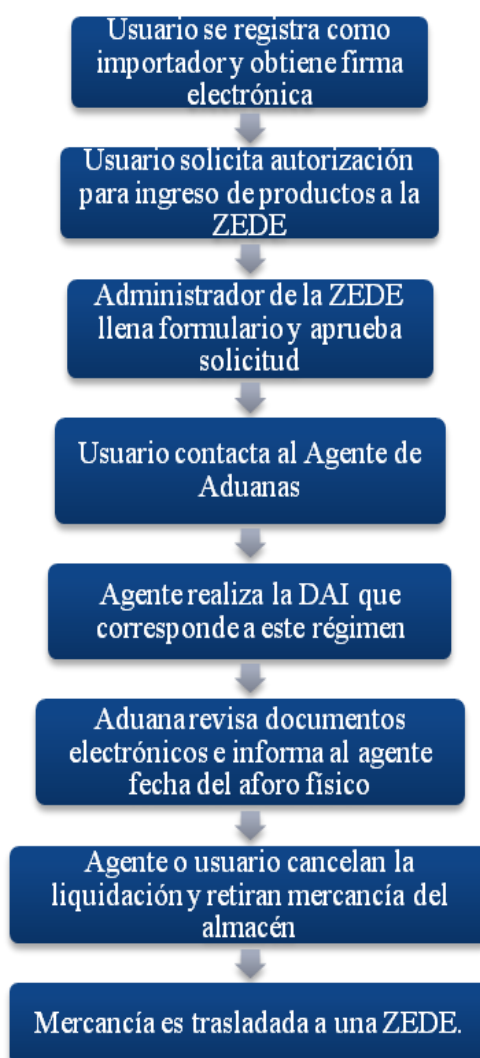 Usuario se registra como
importador y obtiene firma
electrónica
Usuario solicita autorización
para ingreso de productos a la
ZEDE
Administrador de la ZEDE
llena formulario y aprueba
solicitud
Usuario contacta al Agente de
Aduanas
Agente realiza la DAI que
corresponde a este régimen
Aduana revisa documentos
electrónicos e informa al agente
fecha del aforo físico
Agente o usuario cancelan la
liquidación y retiran mercancía del
almacén
Mercancía es trasladada a una ZEDE.